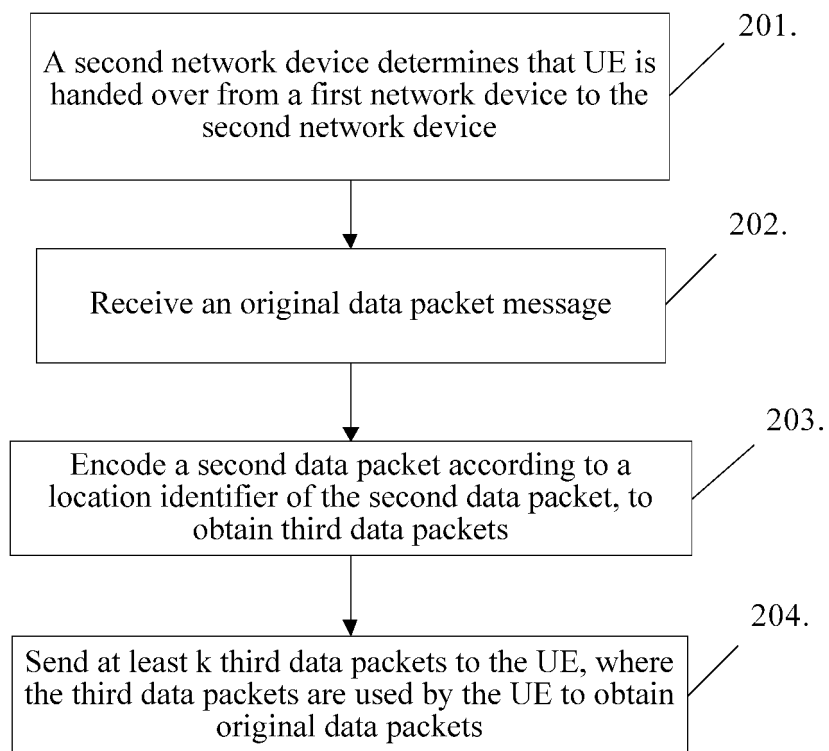 201.
A second network device determines that UE is
handed over from a first network device to the
second network device
202.
Receive an original data packet message
203.
Encode a second data packet according to a
location identifier of the second data packet, to
obtain third data packets
204.
Send at least k third data packets to the UE, where
the third data packets are used by the UE to obtain
original data packets